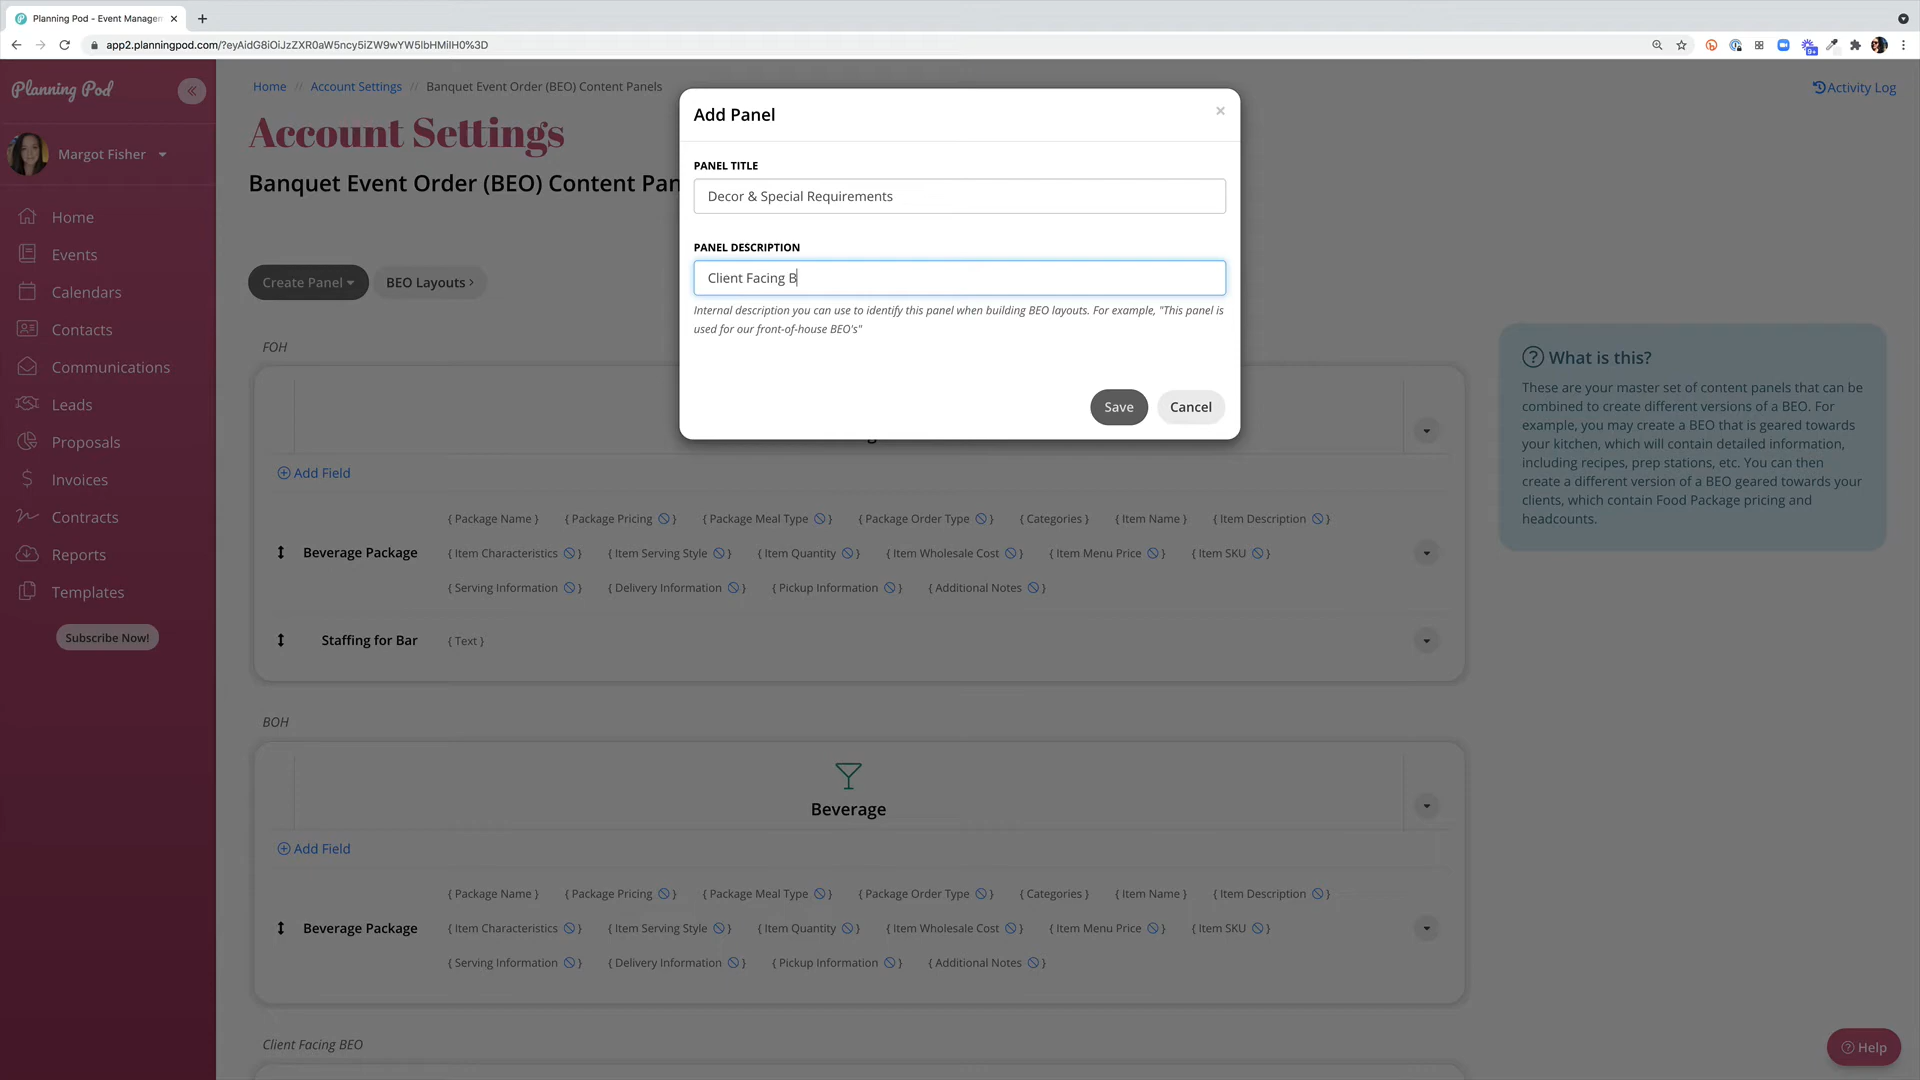 Planning Pod - Event Managem
app2.planningpod.com/?eyAidG8iOiJzZXR0aW5ncy5iZW9wYW5lbHMiIH0%3D
9+
Planning Pod
Margot Fisher
Home
Events
Calendars
Contacts
Communications
Leads
Proposals
Invoices
Contracts
Reports
Templates
Subscribe Now!
Home // Account Settings // Banquet Event Order (BEO) Content Panels
Activity Log
Account Settings
Banquet Event Order (BEO) Content Pan
Create Panel
BEO Layouts
Add Panel
PANEL TITLE
Decor & Special Requirements
PANEL DESCRIPTION
Client Facing B
Internal description you can use to identify this panel when building BEO layouts. For example, "This panel is
used for our front-of-house BEO's"
Save
Cancel
FOH
Add Field
{ Package Name } { Package Pricing } { Package Meal Type } { Package Order Type } { Categories } { Item Name } { Item Description }
Beverage Package
{ Item Characteristics } { Item Serving Style } { Item Quantity } { Item Wholesale Cost } { Item Menu Price } { Item SKU }
{ Serving Information } { Delivery Information } { Pickup Information } { Additional Notes }
Staffing for Bar { Text }
BOH
Beverage
Add Field
{ Package Name } { Package Pricing } { Package Meal Type } { Package Order Type } { Categories } { Item Name } { Item Description }
Beverage Package
{ Item Characteristics } { Item Serving Style } { Item Quantity } { Item Wholesale Cost } { Item Menu Price } { Item SKU }
{ Serving Information } { Delivery Information } { Pickup Information } { Additional Notes }
Client Facing BEO
What is this?
These are your master set of content panels that can be
combined to create different versions of a BEO. For
example, you may create a BEO that is geared towards
your kitchen, which will contain detailed information,
including recipes, prep stations, etc. You can then
create a different version of a BEO geared towards your
clients, which contain Food Package pricing and
headcounts.
Help